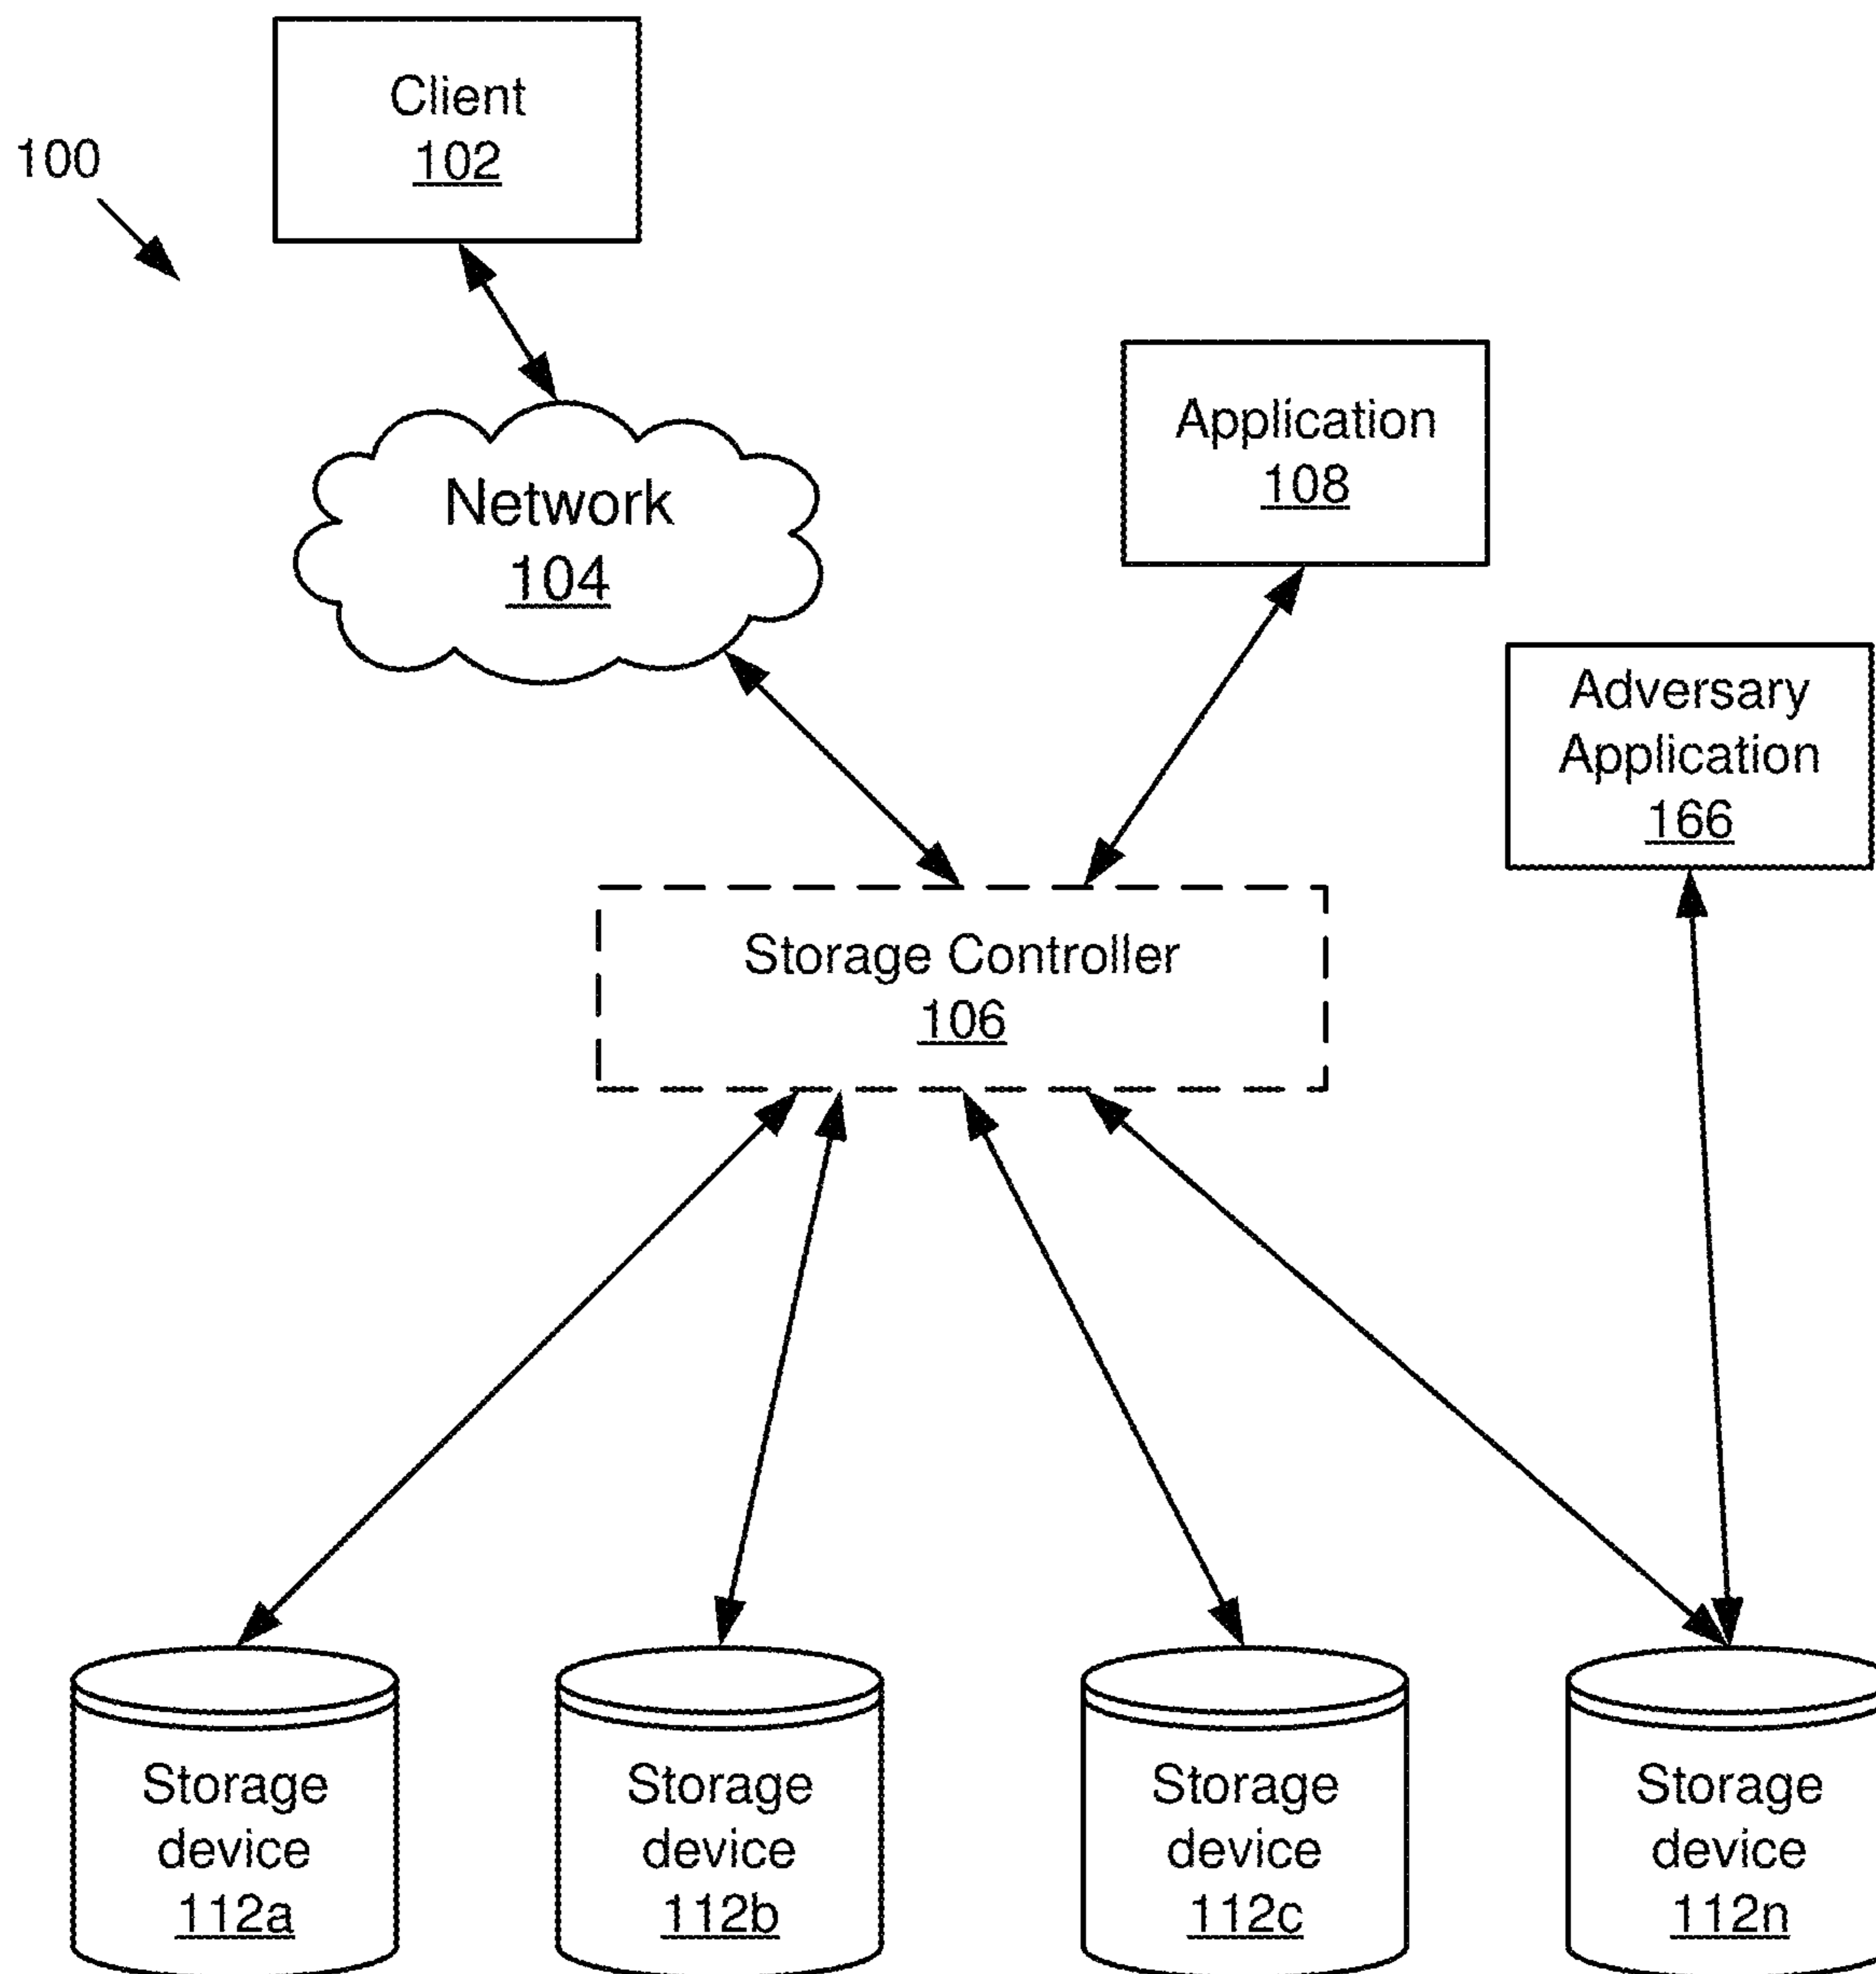 Client
102
100
Application
108
Network
104
Adversary
Application
166
Storage Controller
106
Storage
device
112a
Storage
device
112b
Storage
device
112c
Storage
device
112n